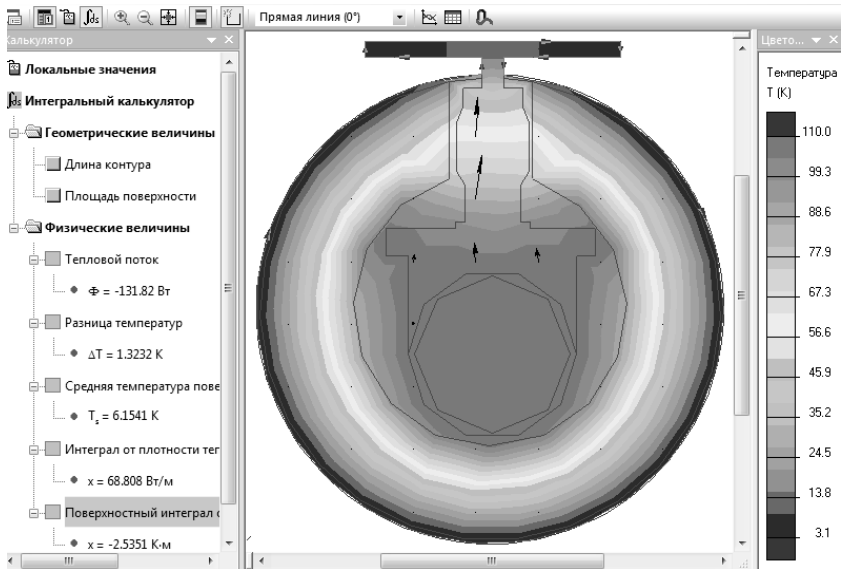 Прямая линия (0°)
Калькулятор
Локальные значения
Интегральный калькулятор
Геометрические величины
Длина контура
Площадь поверхности
Физические величины
Тепловой поток
Φ = -131.82 Вт
Разница температур
ΔT = 1.3232 К
Средняя температура пове
Ts = 6.1541 К
Интеграл от плотности теп
x = 68.808 Вт/м
Поверхностный интеграл с
x = -2.5351 К·м
Цвето...
Температура
T (K)
110.0
99.3
88.6
77.9
67.3
56.6
45.9
35.2
24.5
13.8
3.1